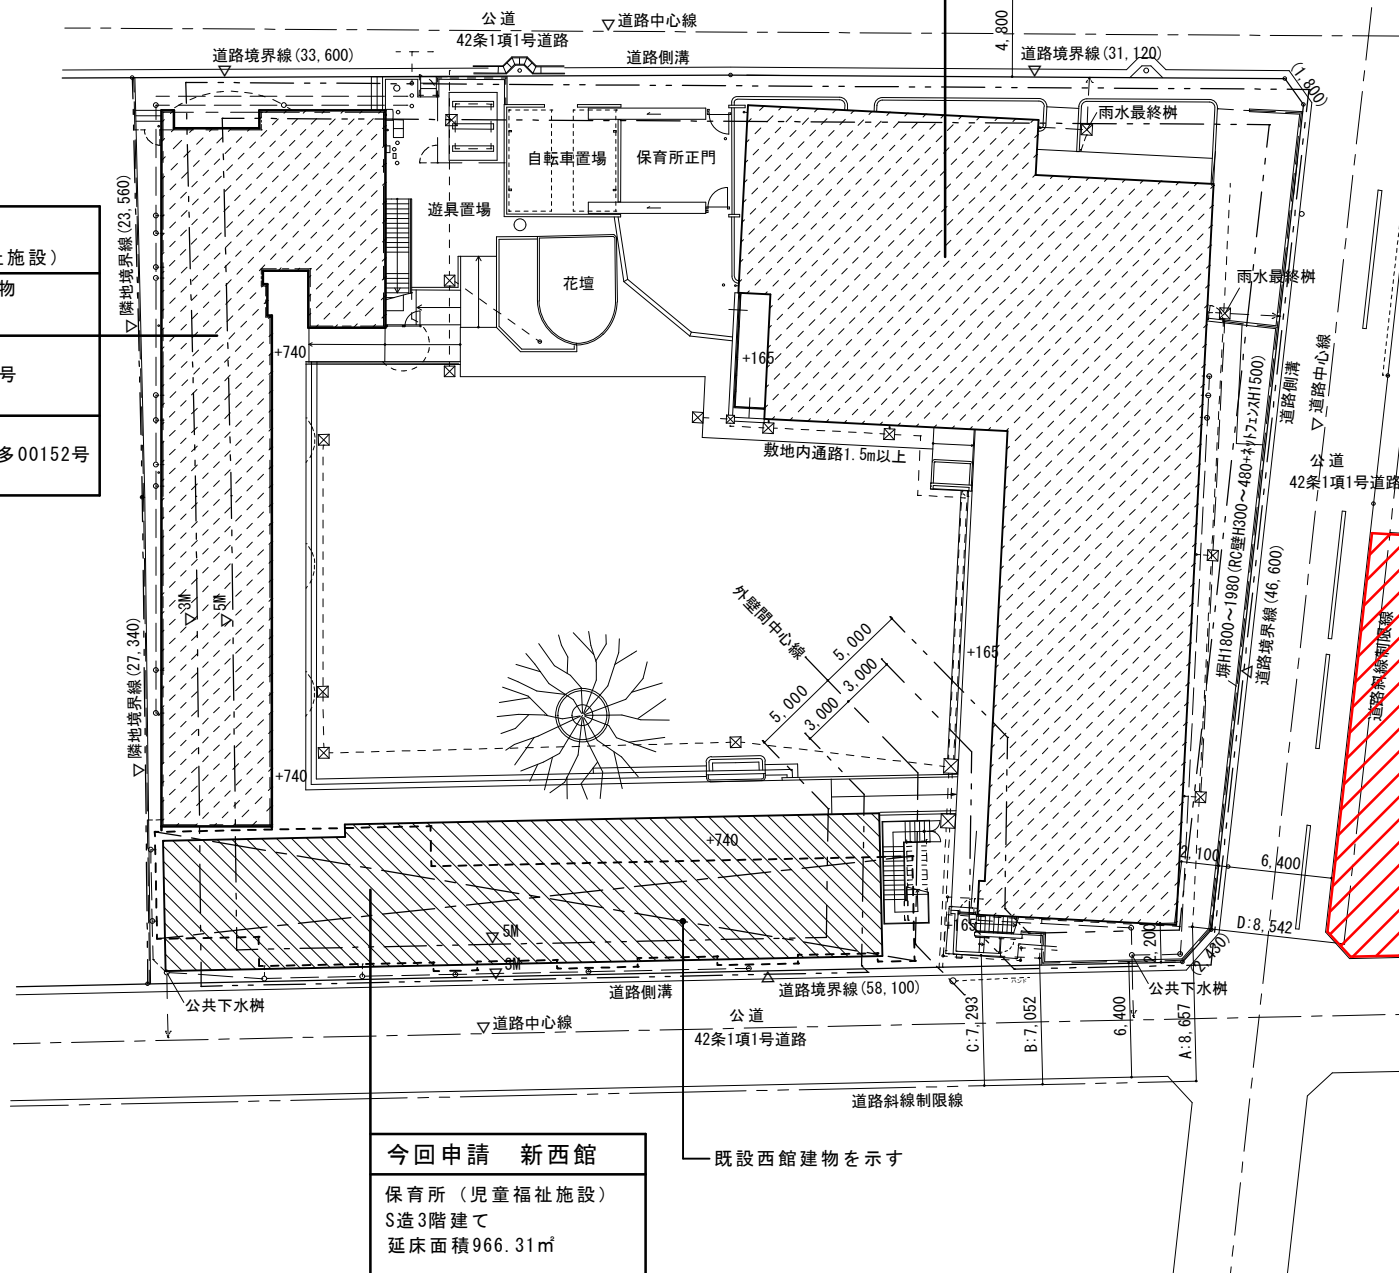 公道
42条1項1号道路
▽道路中心線
道路境界線(33,600)
道路側溝
4,800
道路境界線(31,120)
(1,800)
雨水最終桝
自転車置場
保育所正門
遊具置場
隣地境界線(23,560)
施設)
物
号
多00152号
花壇
雨水最終桝
+740
+165
敷地内通路1.5m以上
道路側溝
▽道路中心線
公道
42条1項1号道路
塀H1800~1980(RC壁H300~480+ネットフェンスH1500)
道路境界線(46,600)
道路斜線制限線
▽3M
▽5M
外壁間中心線
5,000
3,000
5,000
3,000
+165
隣地境界線(27,340)
+740
+740
2,100
6,400
D:8,542
▽5M
▽3M
+165
2,200
(2,430)
公共下水桝
道路側溝
道路境界線(58,100)
公共下水桝
▽道路中心線
公道
42条1項1号道路
C:7,293
B:7,052
6,400
A:8,657
道路斜線制限線
今回申請 新西館
既設西館建物を示す
保育所(児童福祉施設)
S造3階建て
延床面積966.31㎡